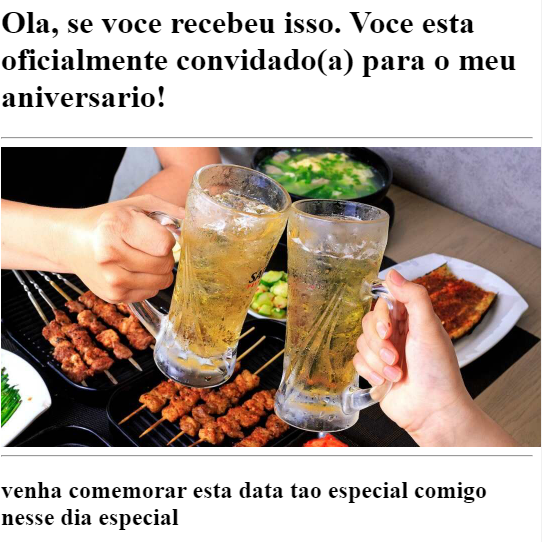 Ola, se voce recebeu isso. Voce esta
oficialmente convidado(a) para o meu
aniversario!
venha comemorar esta data tao especial comigo
nesse dia especial